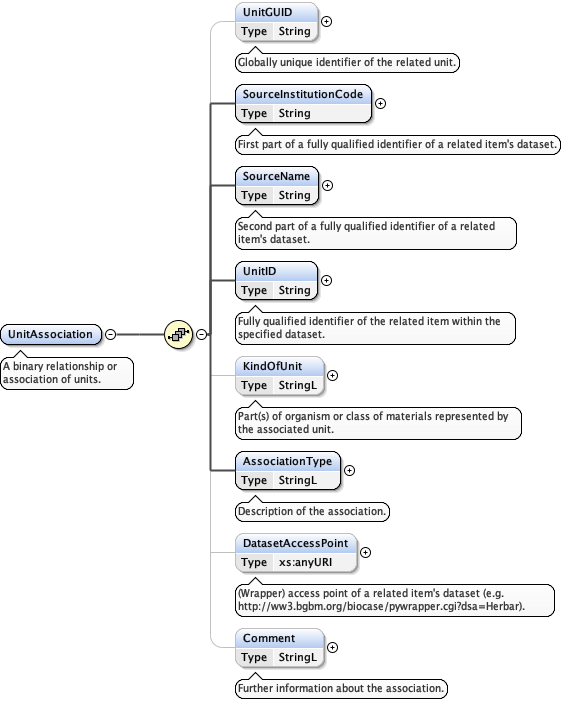 UnitGUID
Type String
Globally unique identifier of the related unit.
SourceInstitutionCode
Type String
First part of a fully qualified identifier of a related item's dataset.
SourceName
Type String
Second part of a fully qualified identifier of a related
item's dataset.
UnitID
Type String
Fully qualified identifier of the related item within the
specified dataset.
UnitAssociation
A binary relationship or
association of units.
KindOfUnit
Type StringL
Part(s) of organism or class of materials represented by
the associated unit.
AssociationType
Type StringL
Description of the association.
DatasetAccessPoint
Type xs:anyURI
(Wrapper) access point of a related item's dataset (e.g.
http://ww3.bgbm.org/biocase/pywrapper.cgi?dsa=Herbar).
Comment
Type StringL
Further information about the association.